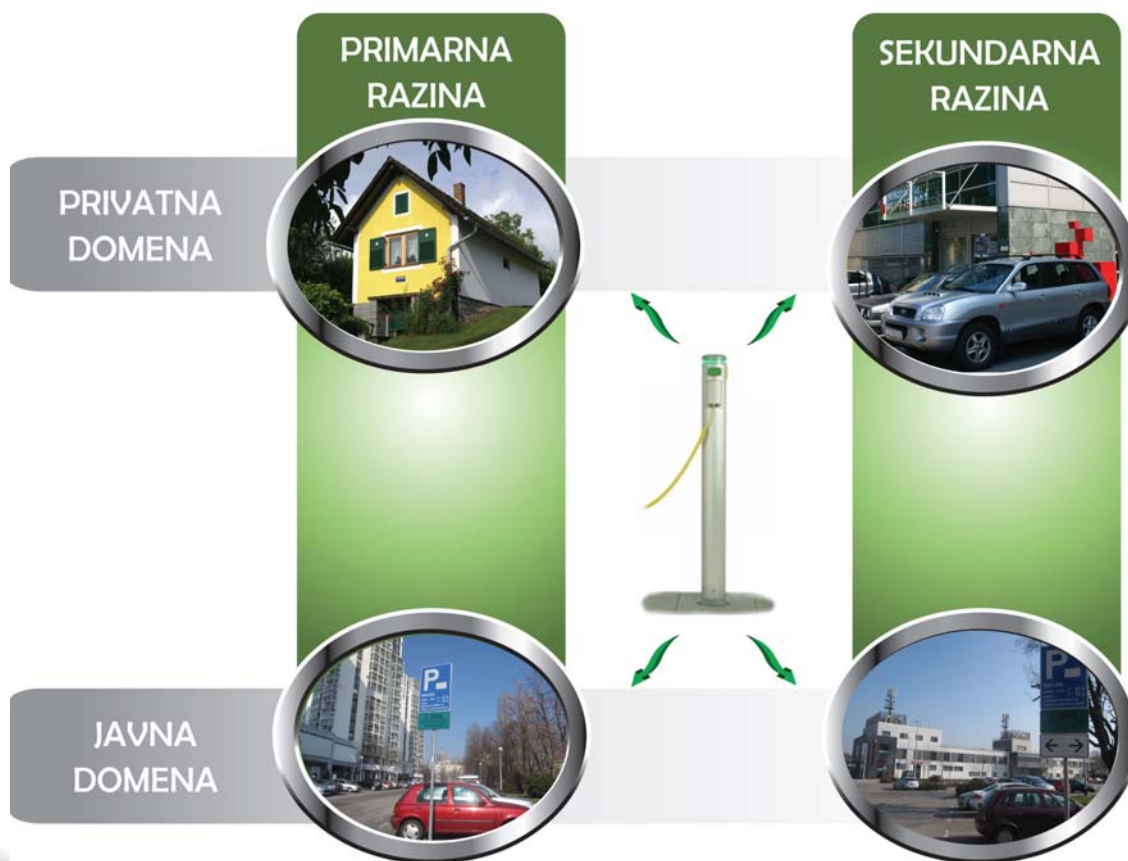 PRIMARNA
RAZINA
SEKUNDARNA
RAZINA
PRIVATNA
DOMENA
JAVNA
DOMENA
P
P